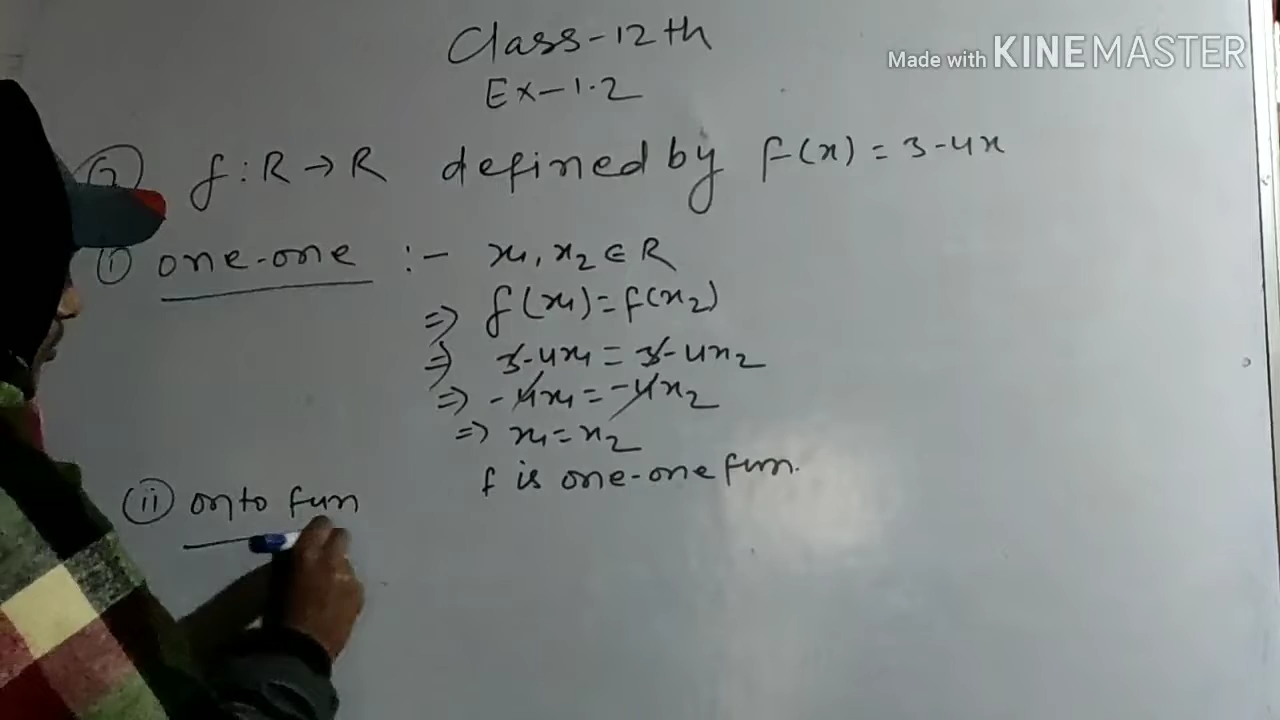 Class-12th
Made with KINEMASTER
Ex-1.2
f:R→R defined by f(x)=3-4x
(i) one-one :- x₁, x₂ ∈ R
⇒ f(x₁)=f(x₂)
⇒ 3-4x₁=3-4x₂
⇒ -4x₁=-4x₂
⇒ x₁=x₂
f is one-one fun.
(ii) onto fun